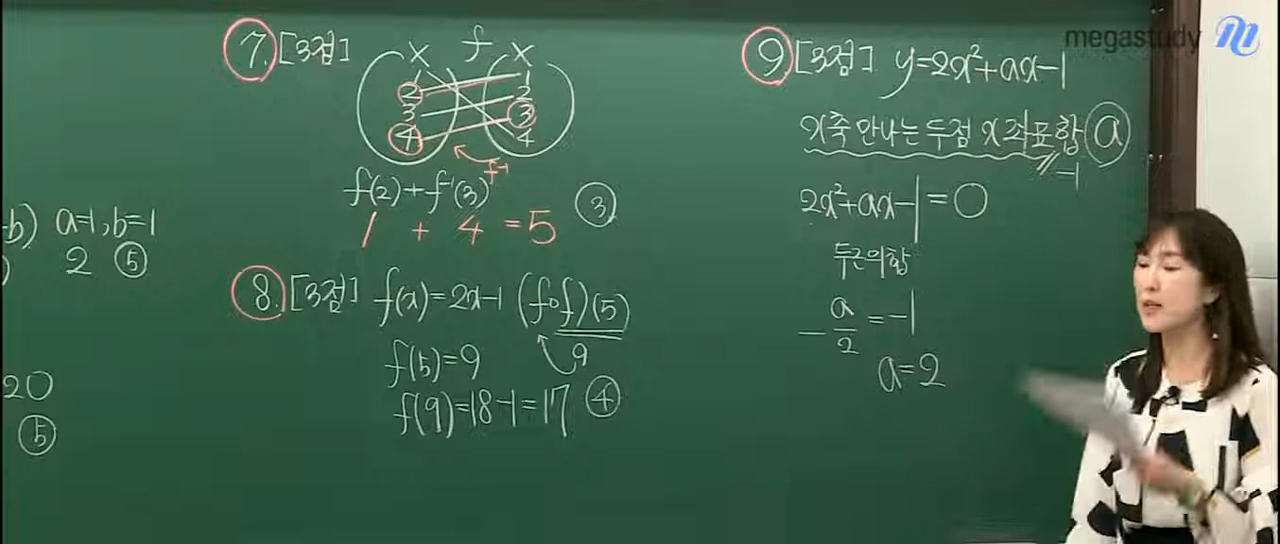 -b) a=1, b=1
2 ⑤
20
⑤
7. [3점]
X f X
1 1
2 2
3 3
4 4
f⁻¹
f(2)+f⁻¹(3)
1 + 4 = 5 ③
8. [3점] f(x)=2x-1 (f∘f)(5)
f(5)=9 9
f(9)=18-1=17 ④
megastudy
9. [3점] y=2x²+ax-1
x축 만나는 두점 x좌표합 a
-1
2x²+ax-1=0
두근의합
-a/2=-1
a=2